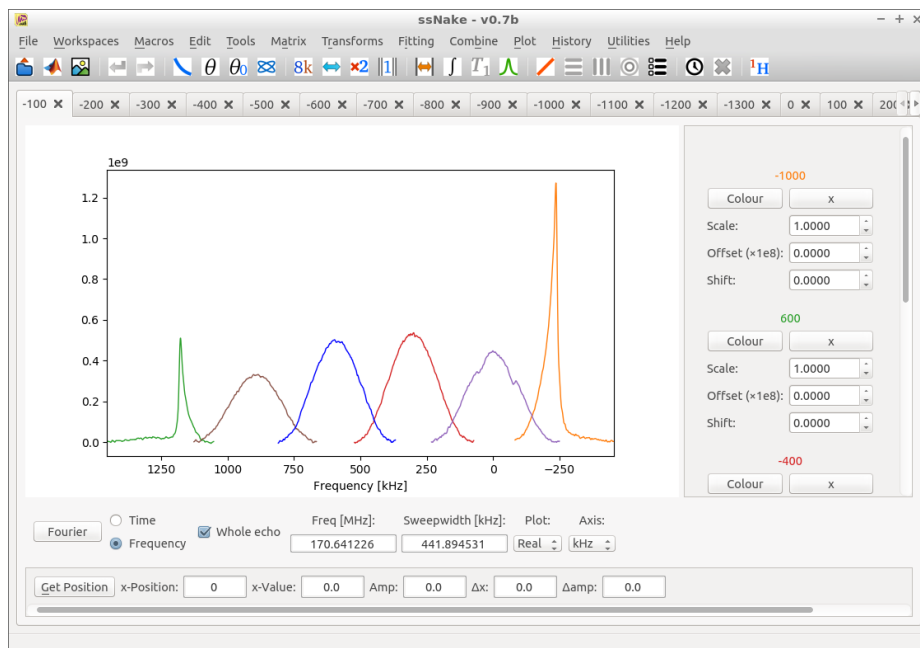 ssNake - v0.7b
File Workspaces Macros Edit Tools Matrix Transforms Fitting Combine Plot History Utilities Help
θ θ0 8k ×2 ||1|| ∫ T1 1H
-100 -200 -300 -400 -500 -600 -700 -800 -900 -1000 -1100 -1200 -1300 0 100 200
1e9
1.2
1.0
0.8
0.6
0.4
0.2
0.0
1250 1000 750 500 250 0 −250
Frequency [kHz]
-1000
Colour x
Scale: 1.0000
Offset (×1e8): 0.0000
Shift: 0.0000
600
Colour x
Scale: 1.0000
Offset (×1e8): 0.0000
Shift: 0.0000
-400
Colour x
Fourier
Time
Frequency
Whole echo
Freq [MHz]: Sweepwidth [kHz]: Plot: Axis:
170.641226 441.894531 Real kHz
Get Position x-Position: 0 x-Value: 0.0 Amp: 0.0 Δx: 0.0 Δamp: 0.0